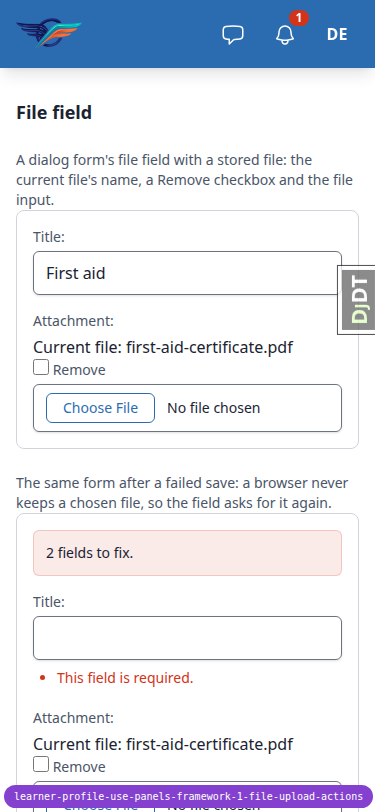 1
DE
File field
A dialog form's file field with a stored file: the
current file's name, a Remove checkbox and the file
input.
Title:
First aid
DJDT
Attachment:
Current file: first-aid-certificate.pdf
Remove
Choose File No file chosen
The same form after a failed save: a browser never
keeps a chosen file, so the field asks for it again.
2 fields to fix.
Title:
This field is required.
Attachment:
Current file: first-aid-certificate.pdf
Remove
learner-profile-use-panels-framework-1-file-upload-actions